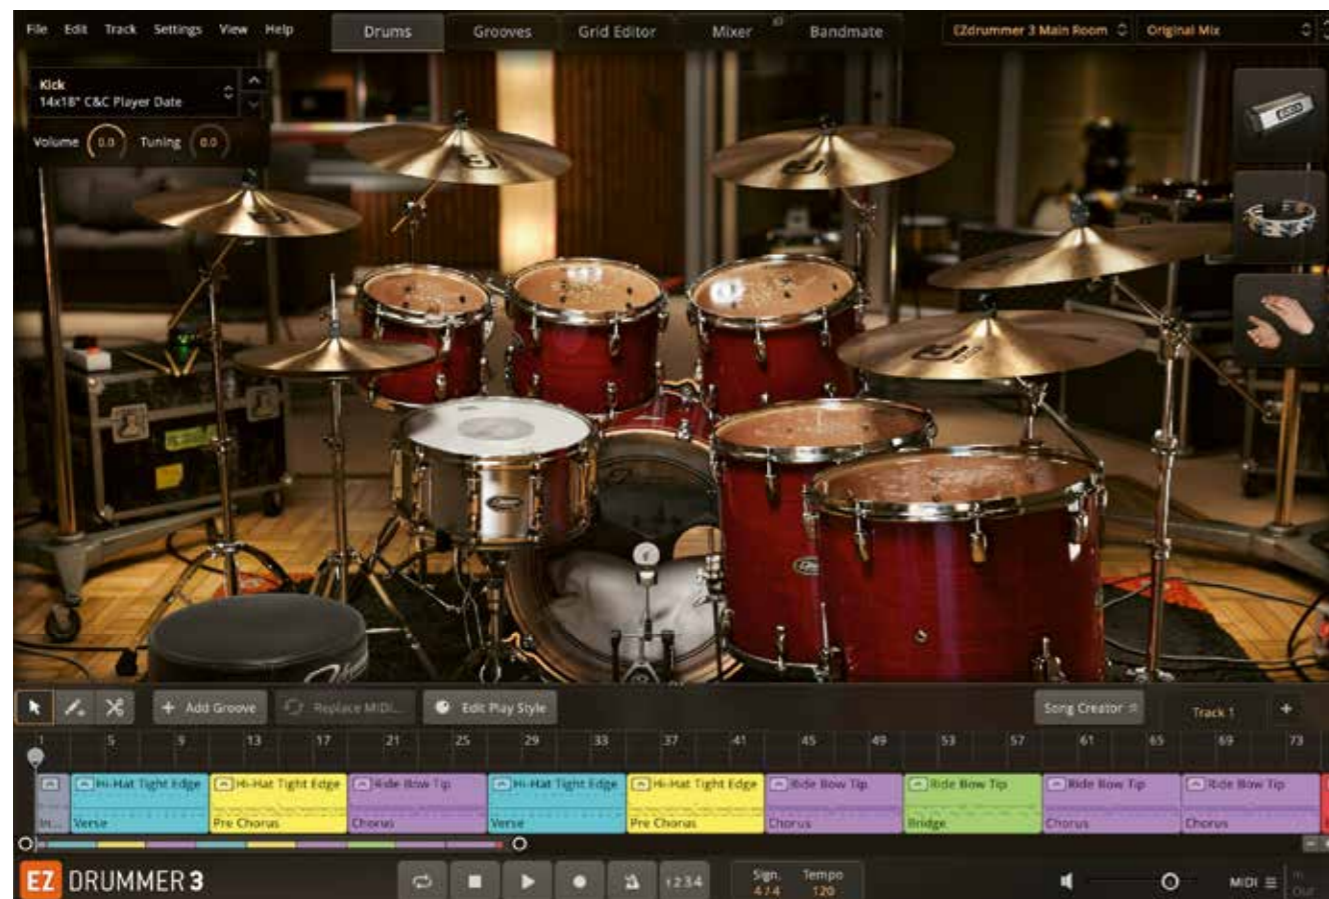 File Edit Track Settings View Help
Drums Grooves Grid Editor Mixer Bandmate
EZdrummer 3 Main Room Original Mix
Kick
14x18" C&C Player Date
Volume 0.0 Tuning 0.0
+ Add Groove Replace MIDI... Edit Play Style
Song Creator Track 1 +
1 5 9 13 17 21 25 29 33 37 41 45 49 53 57 61 65 69 73
Hi-Hat Tight Edge Hi-Hat Tight Edge Ride Bow Tip Hi-Hat Tight Edge Hi-Hat Tight Edge Ride Bow Tip Ride Bow Tip Ride Bow Tip Ride Bow Tip
In... Verse Pre Chorus Chorus Verse Pre Chorus Chorus Bridge Chorus Chorus
EZ DRUMMER 3
1234
Sign. Tempo
4/4 120
MIDI
In
Out